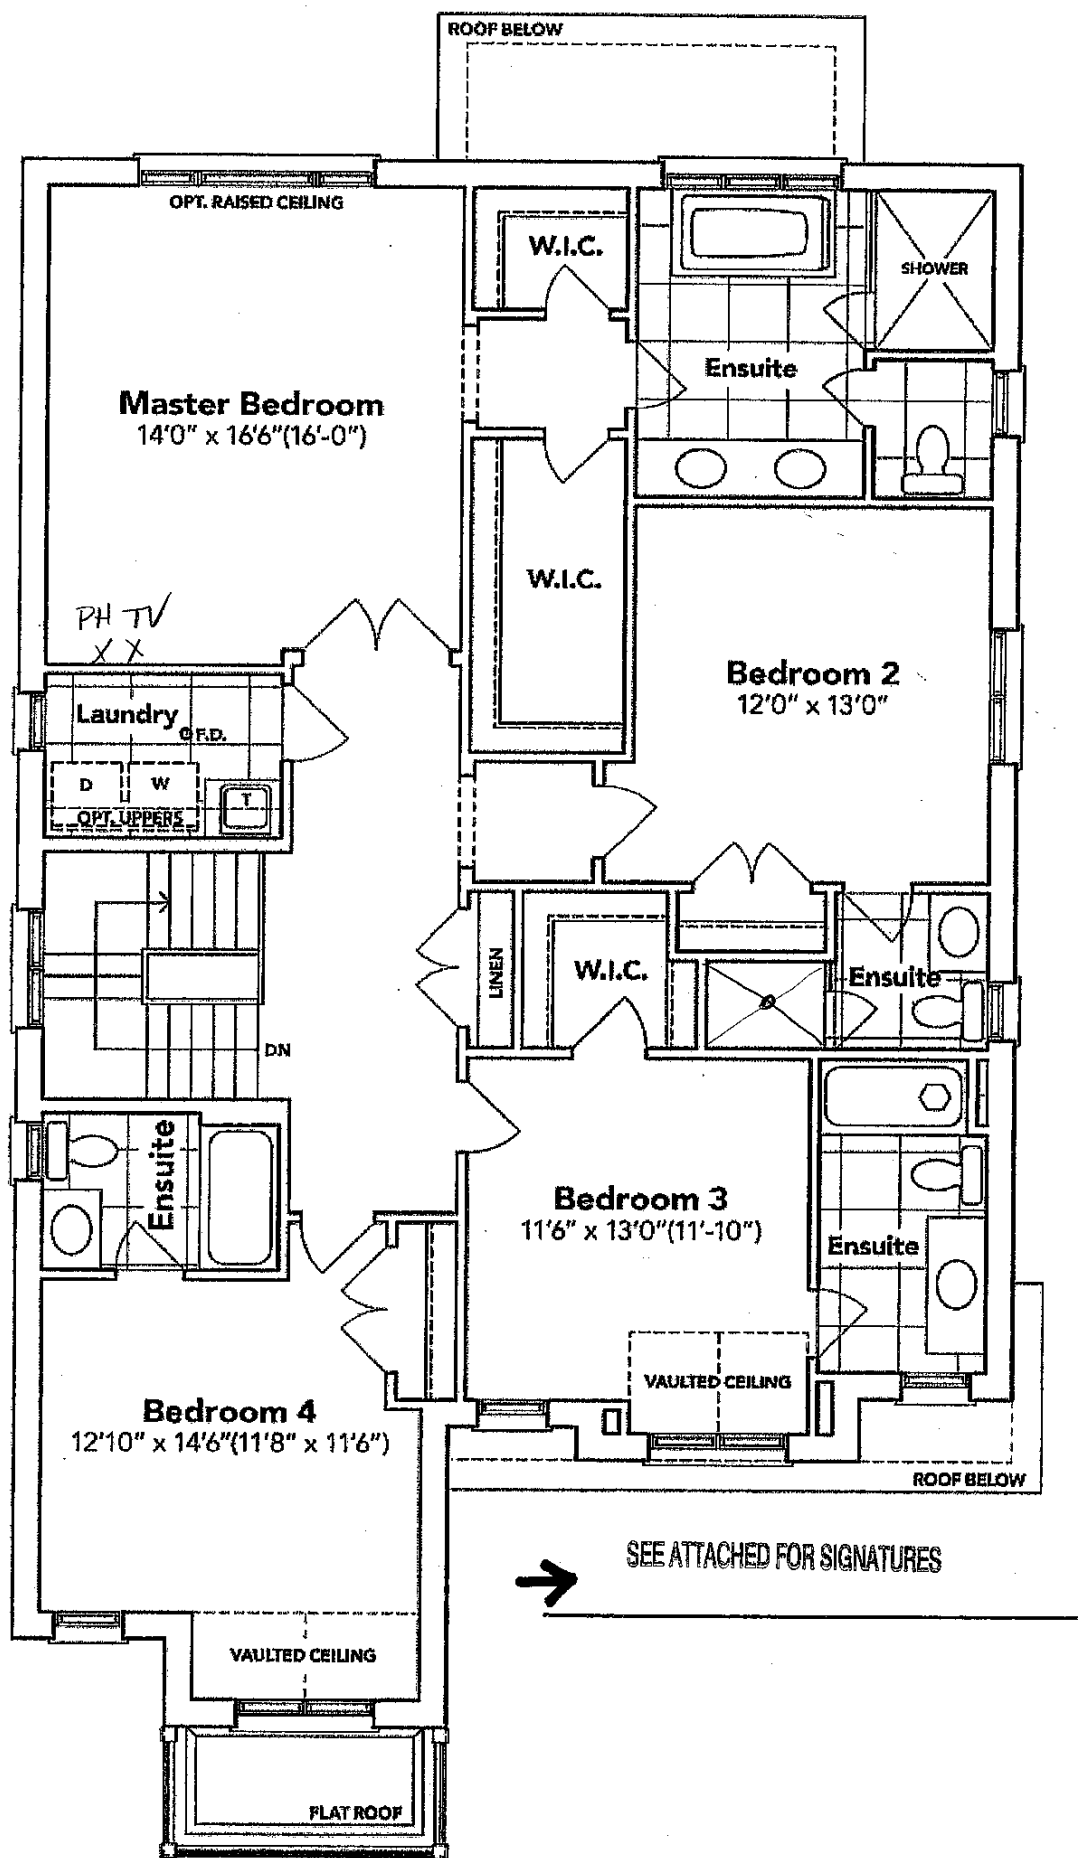 ROOF BELOW
OPT. RAISED CEILING
W.I.C.
SHOWER
Ensuite
Master Bedroom
14'0" x 16'6"(16'-0")
W.I.C.
PH TV
X X
Bedroom 2
12'0" x 13'0"
Laundry
F.D.
D
W
T
OPT. UPPERS
LINEN
W.I.C.
Ensuite
DN
Ensuite
Bedroom 3
11'6" x 13'0"(11'-10")
Ensuite
VAULTED CEILING
Bedroom 4
12'10" x 14'6"(11'8" x 11'6")
ROOF BELOW
SEE ATTACHED FOR SIGNATURES
VAULTED CEILING
FLAT ROOF